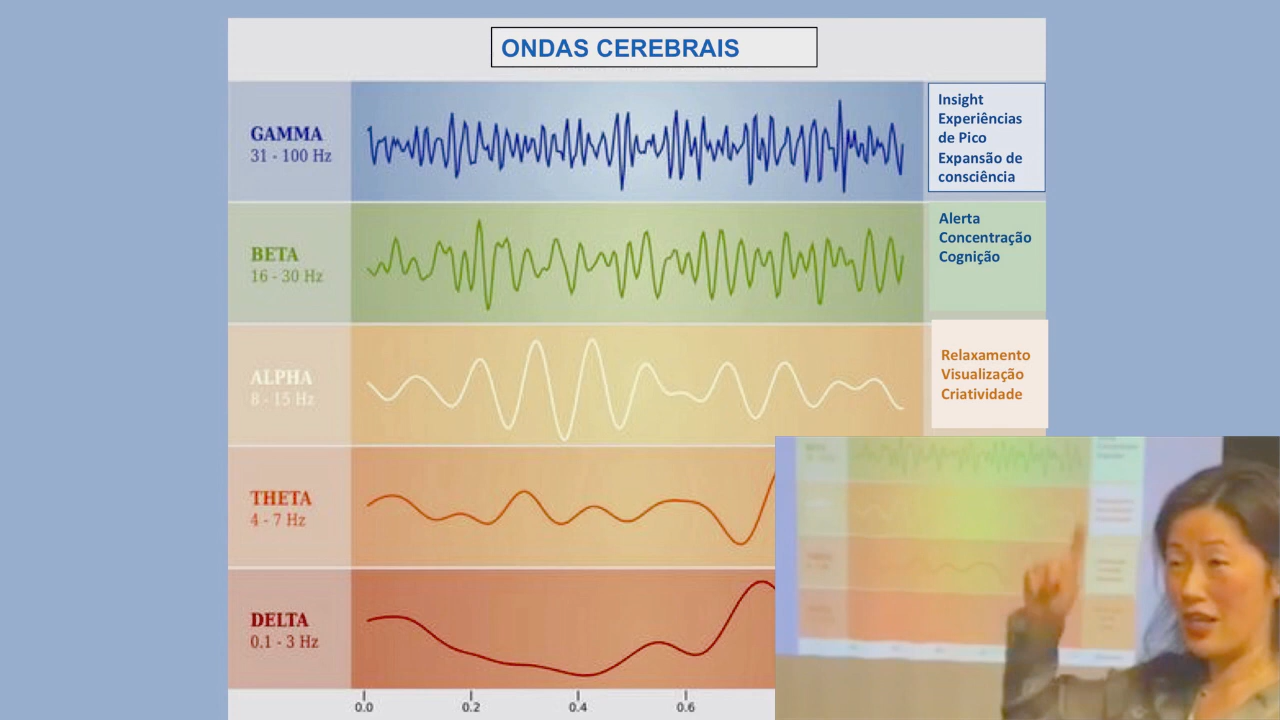 ONDAS CEREBRAIS
GAMMA
31 - 100 Hz
Insight
Experiências
de Pico
Expansão de
consciência
BETA
16 - 30 Hz
Alerta
Concentração
Cognição
ALPHA
8 - 15 Hz
Relaxamento
Visualização
Criatividade
THETA
4 - 7 Hz
DELTA
0.1 - 3 Hz
0.0 0.2 0.4 0.6